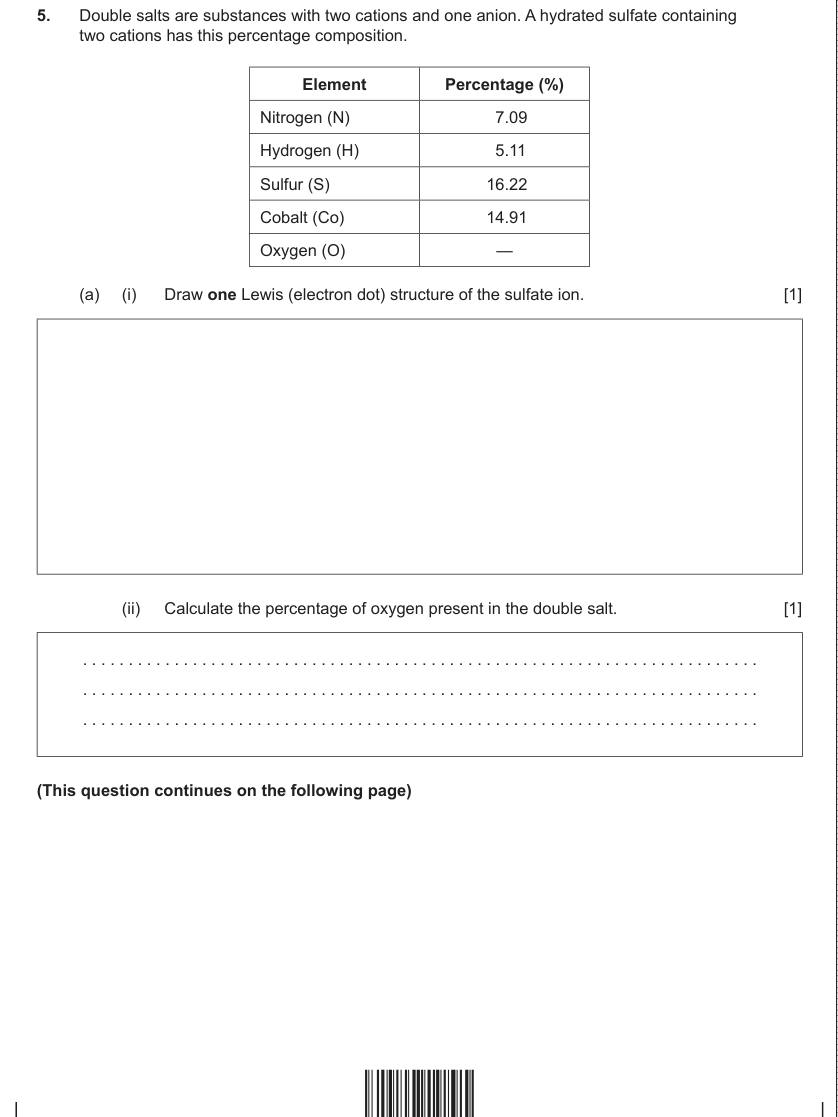 5. Double salts are substances with two cations and one anion. A hydrated sulfate containing
two cations has this percentage composition.
Element Percentage (%)
Nitrogen (N) 7.09
Hydrogen (H) 5.11
Sulfur (S) 16.22
Cobalt (Co) 14.91
Oxygen (O) —
(a) (i) Draw one Lewis (electron dot) structure of the sulfate ion. [1]
(ii) Calculate the percentage of oxygen present in the double salt. [1]
(This question continues on the following page)